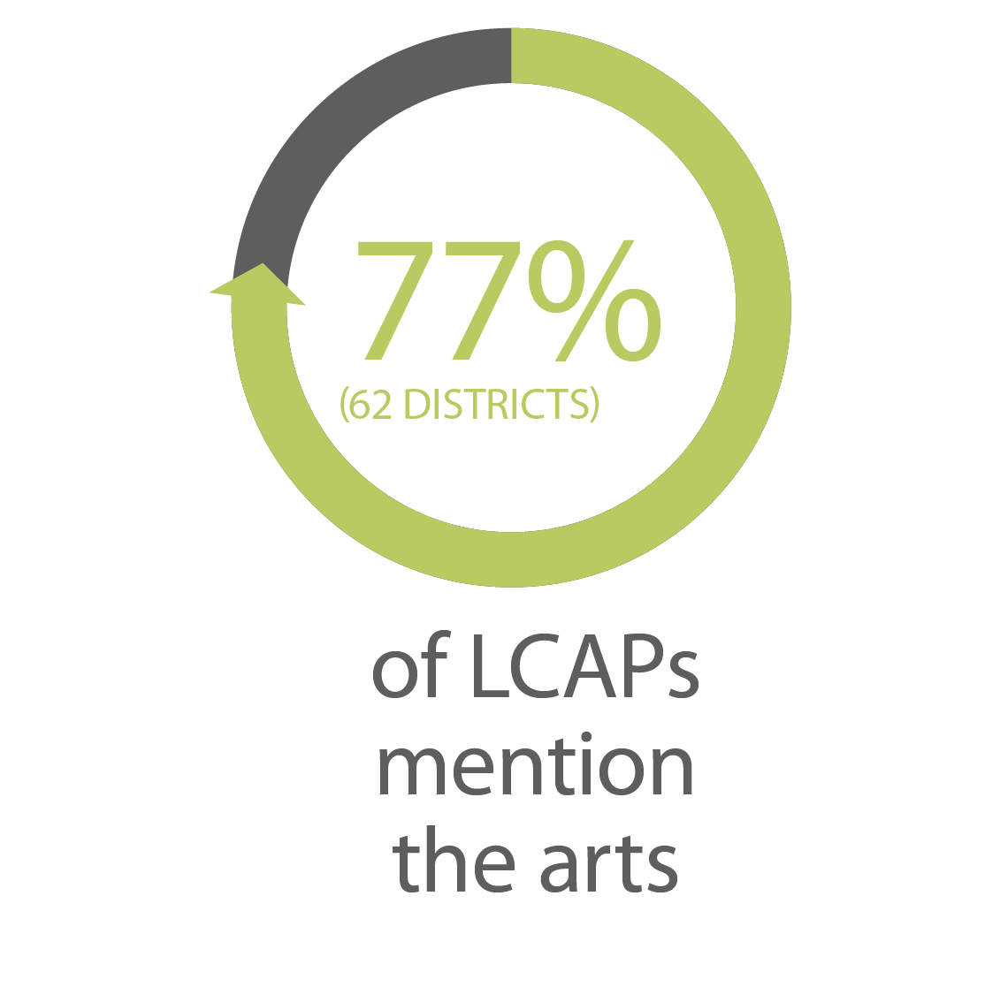 77%
(62 DISTRICTS)
of LCAPs
mention
the arts